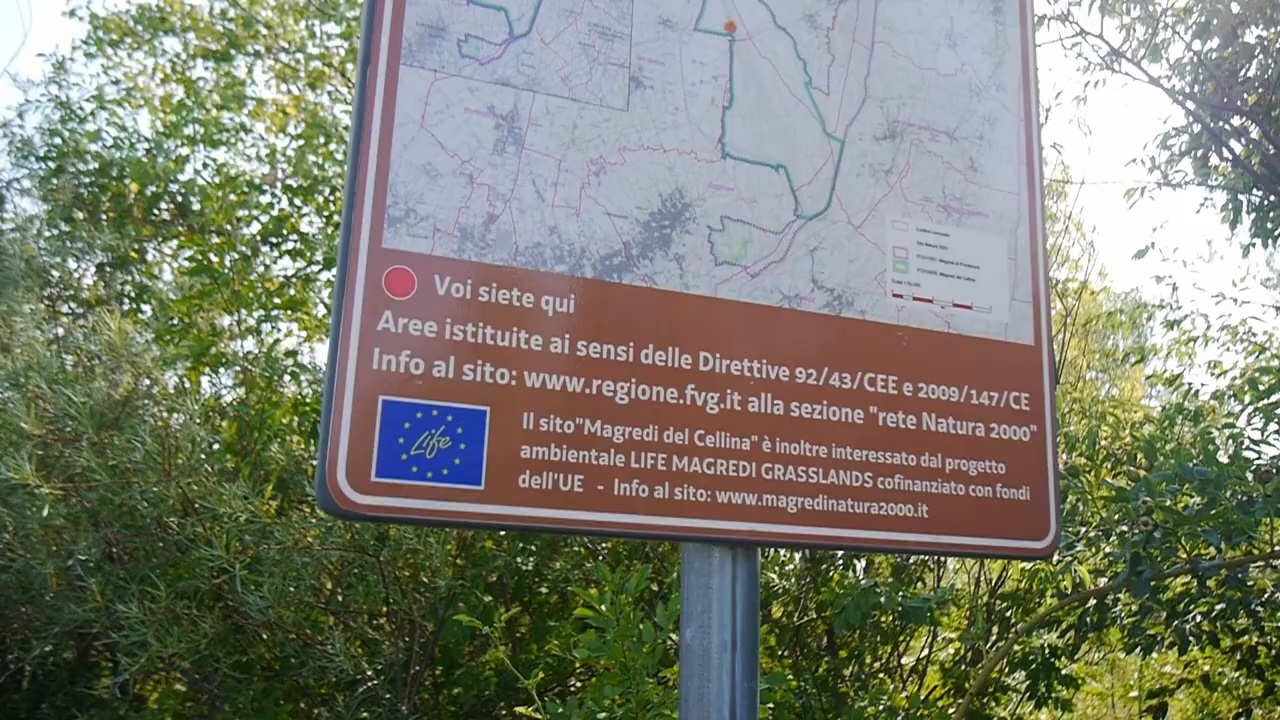 Voi siete qui
Aree istituite ai sensi delle Direttive 92/43/CEE e 2009/147/CE
Info al sito: www.regione.fvg.it alla sezione "rete Natura 2000"
Life
Il sito"Magredi del Cellina" è inoltre interessato dal progetto
ambientale LIFE MAGREDI GRASSLANDS cofinanziato con fondi
dell'UE - Info al sito: www.magredinatura2000.it